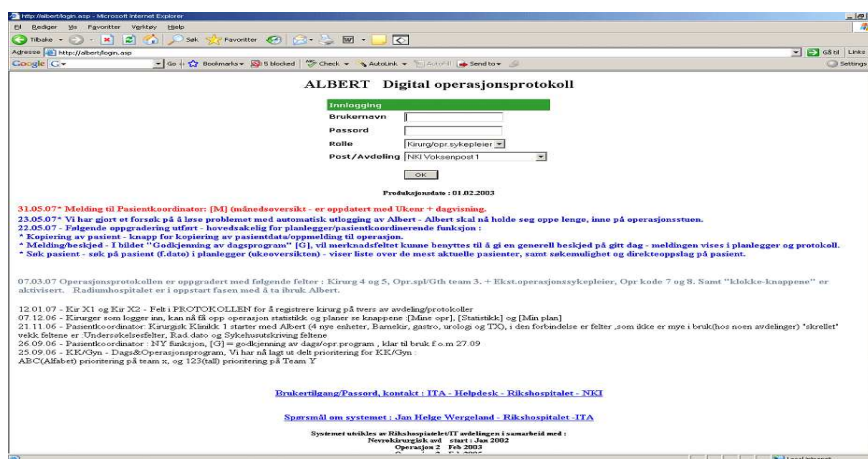 http://albert/login.asp - Microsoft Internet Explorer
Fil Rediger Vis Favoritter Verktøy Hjelp
Tilbake Søk Favoritter
Adresse http://albert/login.asp Gå til Links
Google G Go Bookmarks 5 blocked Check AutoLink AutoFill Send to Settings
ALBERT Digital operasjonsprotokoll
Innlogging
Brukernavn
Passord
Rolle Kirurg/opr.sykepleier
Post/Avdeling NKI Voksenpost 1
OK
Produksjonsdato : 01.02.2003
31.05.07* Melding til Pasientkoordinator: [M] (månedsoversikt - er oppdatert med Ukenr + dagvisning.
23.05.07* Vi har gjort et forsøk på å løse problemet med automatisk utlogging av Albert - Albert skal nå holde seg oppe lenge, inne på operasjonsstuen.
22.05.07 - Følgende oppgradering utført - hovedsakelig for planlegger/pasientkoordinerende funksjon :
* Kopiering av pasient - knapp for kopiering av pasientdata/oppmelding til operasjon.
* Melding/beskjed - I bildet "Godkjenning av dagsprogram" [G], vil merknadsfeltet kunne benyttes til å gi en generell beskjed på gitt dag - meldingen vises i planlegger og protokoll.
* Søk pasient - søk på pasient (f.dato) i planlegger (ukeoversikten) - viser liste over de mest aktuelle pasienter, samt søkemulighet og direkteoppslag på pasient.
07.03.07 Operasjonsprotokollen er oppgradert med følgende felter : Kirurg 4 og 5, Opr.spl/Gth team 3. + Ekst.operasjonssykepleier, Opr.kode 7 og 8. Samt "klokke-knappene" er
aktivisert. Radiumhospitalet er i oppstart fasen med å ta ibruk Albert.
12.01.07 - Kir X1 og Kir X2 - Felt i PROTOKOLLEN for å registrere kirurg på tvers av avdeling/protokoll
07.12.06 - Kirurger som logger inn, kan nå få opp operasjon statistikk og planer se knappene :[Mine opr], [Statistikk] og [Min plan]
21.11.06 - Pasientkoordinator: Kirurgisk Klinikk 1 starter med Albert (4 nye enheter, Barnekir, gastro, urologi og TX), i den forbindelse er felter ,som ikke er mye i bruk(hos noen avdelinger) "skrellet"
vekk feltene er :Undersøkelsesfelter, Rad.dato og Sykehusutskriving feltene
26.09.06 - Pasientkoordinator : NY funksjon, [G] = godkjenning av dags/opr.program , klar til bruk f.o.m 27.09
25.09.06 - KK/Gyn - Dags&Operasjonsprogram, Vi har nå lagt ut delt prioritering for KK/Gyn :
ABC(Alfabet) prioritering på team x, og 123(tall) prioritering på Team Y
Brukertilgang/Passord, kontakt : ITA - Helpdesk - Rikshospitalet - NKI
Spørsmål om systemet : Jan Helge Wergeland - Rikshospitalet -ITA
Systemet utvikles av Rikshospitalet/IT avdelingen i samarbeid med :
Nevrokirurgisk avd start : Jan 2002
Operasjon 2 Feb 2003
Local intranet